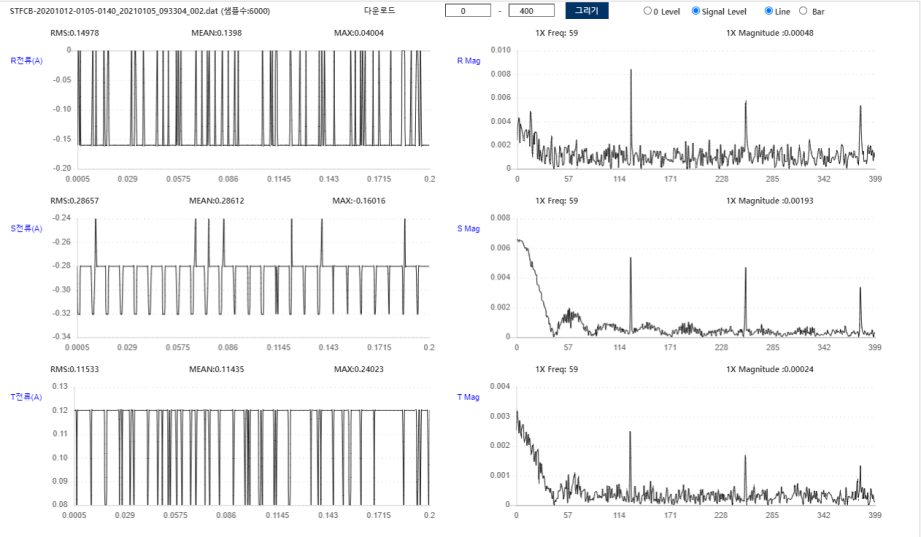 STFCB-20201012-0105-0140_20210105_093304_002.dat (샘플수:6000) 다운로드 0 - 400 그리기 0 Level Signal Level Line Bar
RMS:0.14978 MEAN:0.1398 MAX:0.04004 1X Freq: 59 1X Magnitude :0.00048
R전류(A)
0
-0.05
-0.10
-0.15
-0.20
0.0005 0.029 0.0575 0.086 0.1145 0.143 0.1715 0.2
R Mag
0.010
0.008
0.006
0.004
0.002
0
0 57 114 171 228 285 342 399
RMS:0.28657 MEAN:0.28612 MAX:-0.16016 1X Freq: 59 1X Magnitude :0.00193
S전류(A)
-0.24
-0.26
-0.28
-0.30
-0.32
-0.34
0.0005 0.029 0.0575 0.086 0.1145 0.143 0.1715 0.2
S Mag
0.008
0.006
0.004
0.002
0
0 57 114 171 228 285 342 399
RMS:0.11533 MEAN:0.11435 MAX:0.24023 1X Freq: 59 1X Magnitude :0.00024
T전류(A)
0.13
0.12
0.11
0.10
0.09
0.08
0.0005 0.029 0.0575 0.086 0.1145 0.143 0.1715 0.2
T Mag
0.004
0.003
0.002
0.001
0
0 57 114 171 228 285 342 399